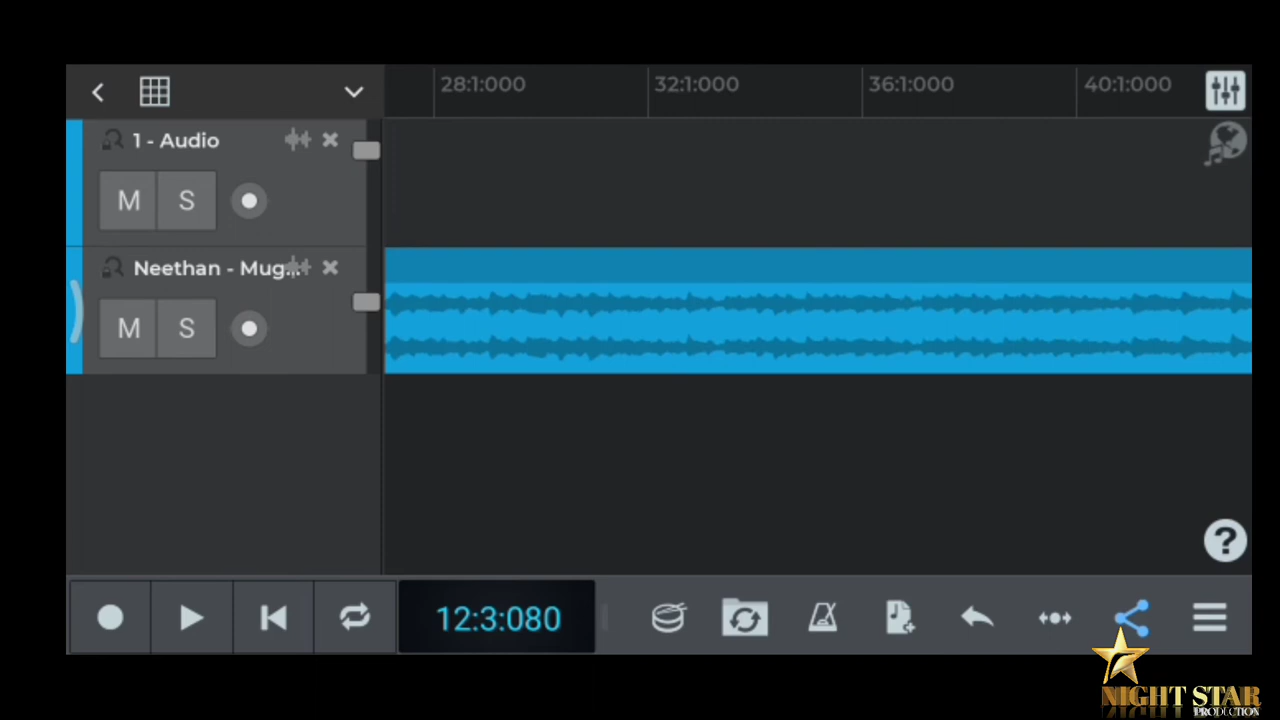 28:1:000 32:1:000 36:1:000 40:1:000
1 - Audio
M S
Neethan - Mug...
M S
?
12:3:080
NIGHT STAR
PRODUCTION